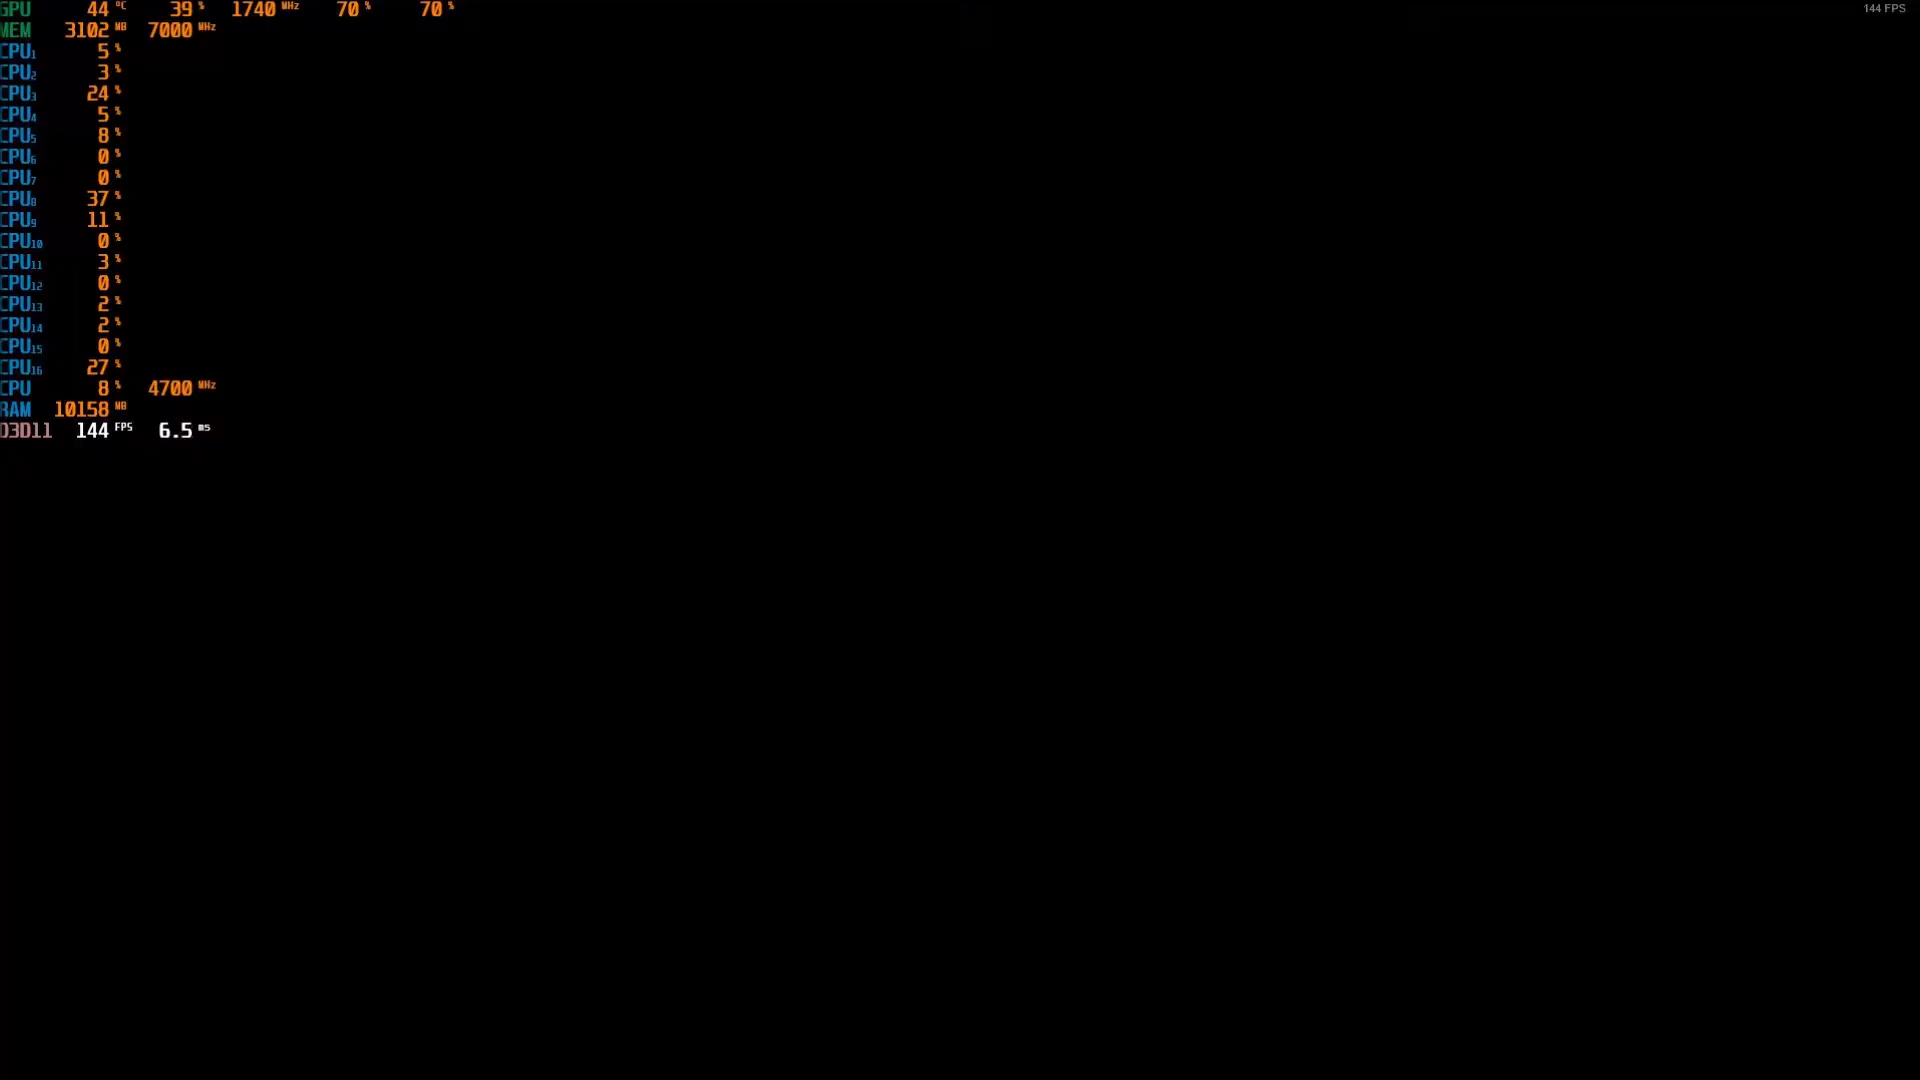 GPU 44 °C 39 % 1740 MHz 70 % 70 % 144 FPS
MEM 3102 MB 7000 MHz
CPU1 5 %
CPU2 3 %
CPU3 24 %
CPU4 5 %
CPU5 8 %
CPU6 0 %
CPU7 0 %
CPU8 37 %
CPU9 11 %
CPU10 0 %
CPU11 3 %
CPU12 0 %
CPU13 2 %
CPU14 2 %
CPU15 0 %
CPU16 27 %
CPU 8 % 4700 MHz
RAM 10158 MB
D3D11 144 FPS 6.5 ms